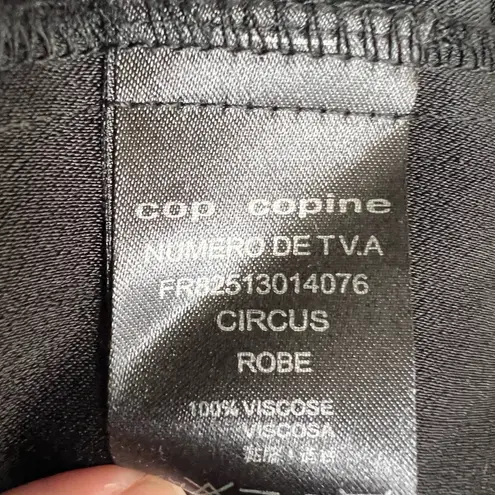 cop copine
NUMERO DE T V.A
FR82513014076
CIRCUS
ROBE
100% VISCOSE
VISCOSA